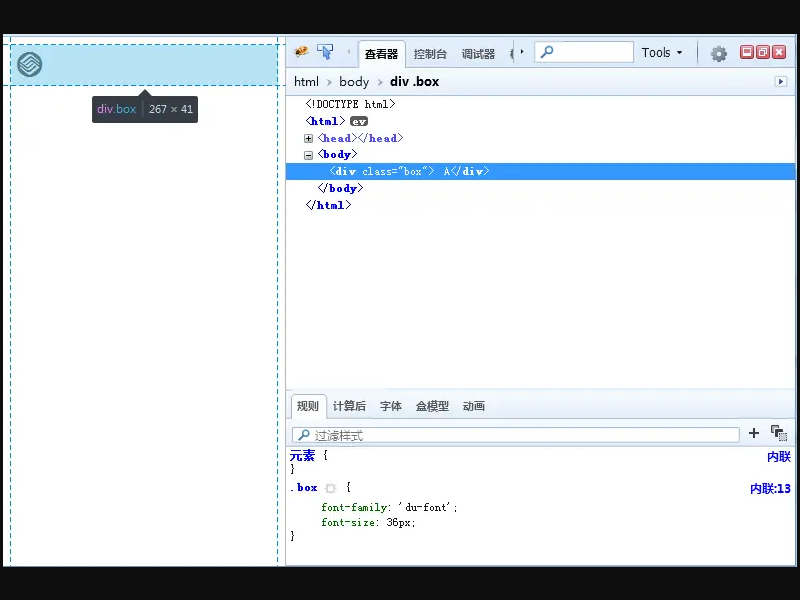 查看器 控制台 调试器 Tools
html > body > div .box
div.box | 267 × 41
<!DOCTYPE html>
<html> ev
<head></head>
<body>
<div class="box"> A</div>
</body>
</html>
规则 计算后 字体 盒模型 动画
过滤样式
元素 { 内联
}
.box { 内联:13
font-family: 'du-font';
font-size: 36px;
}